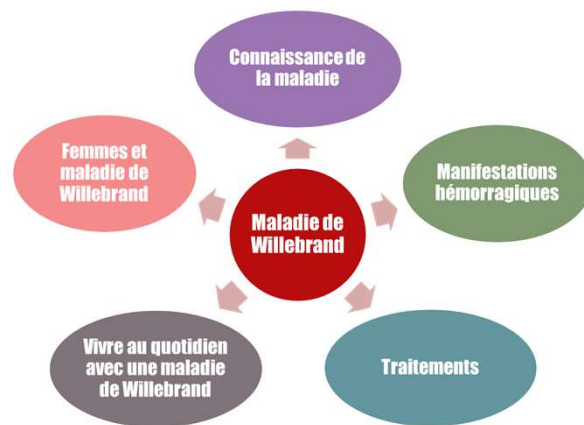 Connaissance de
la maladie
Femmes et
maladie de
Willebrand
Manifestations
hémorragiques
Maladie de
Willebrand
Vivre au quotidien
avec une maladie
de Willebrand
Traitements